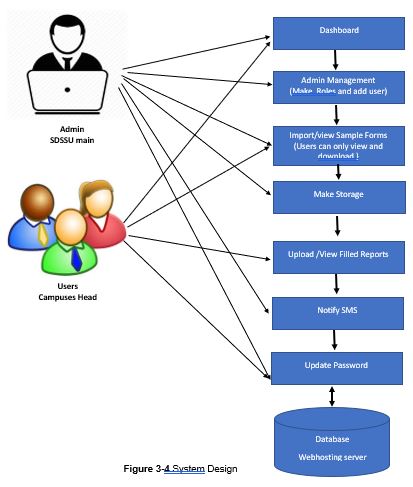 Dashboard
Admin Management
(Make Roles and add user)
Import/view Sample Forms
(Users can only view and
download )
Make Storage
Upload /View Filled Reports
Notify SMS
Update Password
Database
Webhosting server
Admin
SDSSU main
Users
Campuses Head
Figure 3-4 System Design